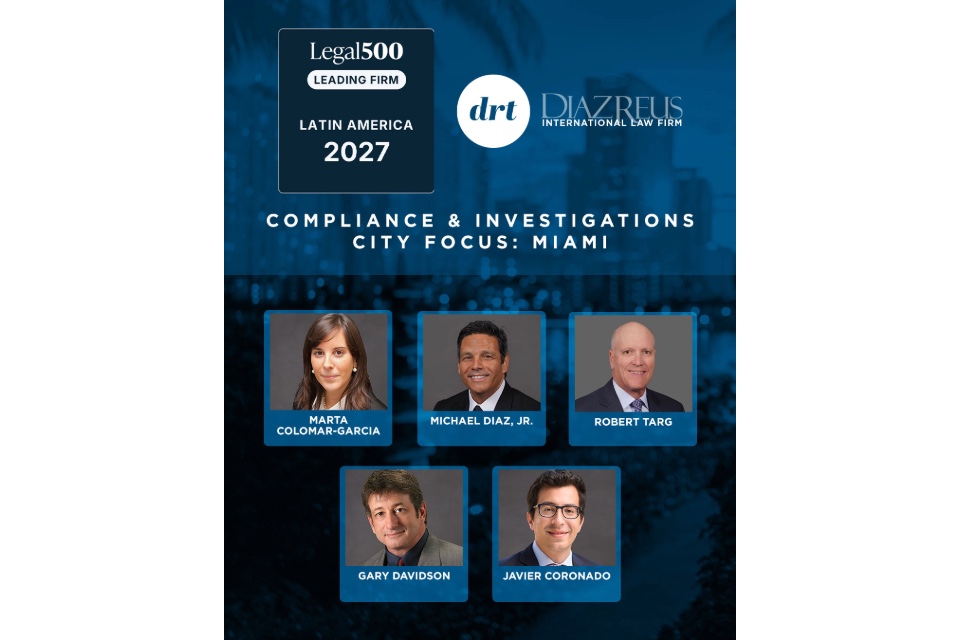 Legal500
LEADING FIRM
LATIN AMERICA
2027
drt
DIAZREUS
INTERNATIONAL LAW FIRM
COMPLIANCE & INVESTIGATIONS
CITY FOCUS: MIAMI
MARTA
COLOMAR-GARCIA
MICHAEL DIAZ, JR.
ROBERT TARG
GARY DAVIDSON
JAVIER CORONADO